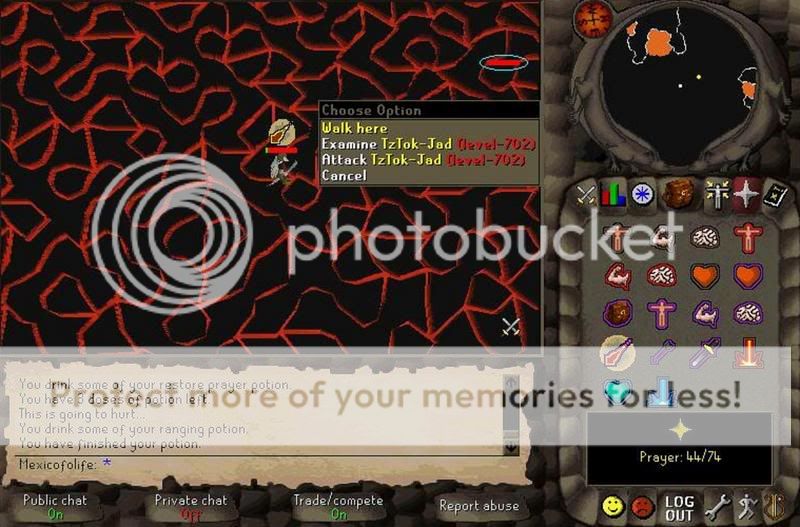 Choose Option
Walk here
Examine TzTok-Jad (level-702)
Attack TzTok-Jad (level-702)
Cancel
photobucket
You drink some of your restore prayer potion.
You have 3 doses of potion left.
This is going to hurt...
You drink some of your ranging potion.
You have finished your potion.
Mexicofolife: *
Protect more of your memories for less!
Prayer: 44/74
Public chat
On
Private chat
Off
Trade/compete
On
Report abuse
LOG
OUT